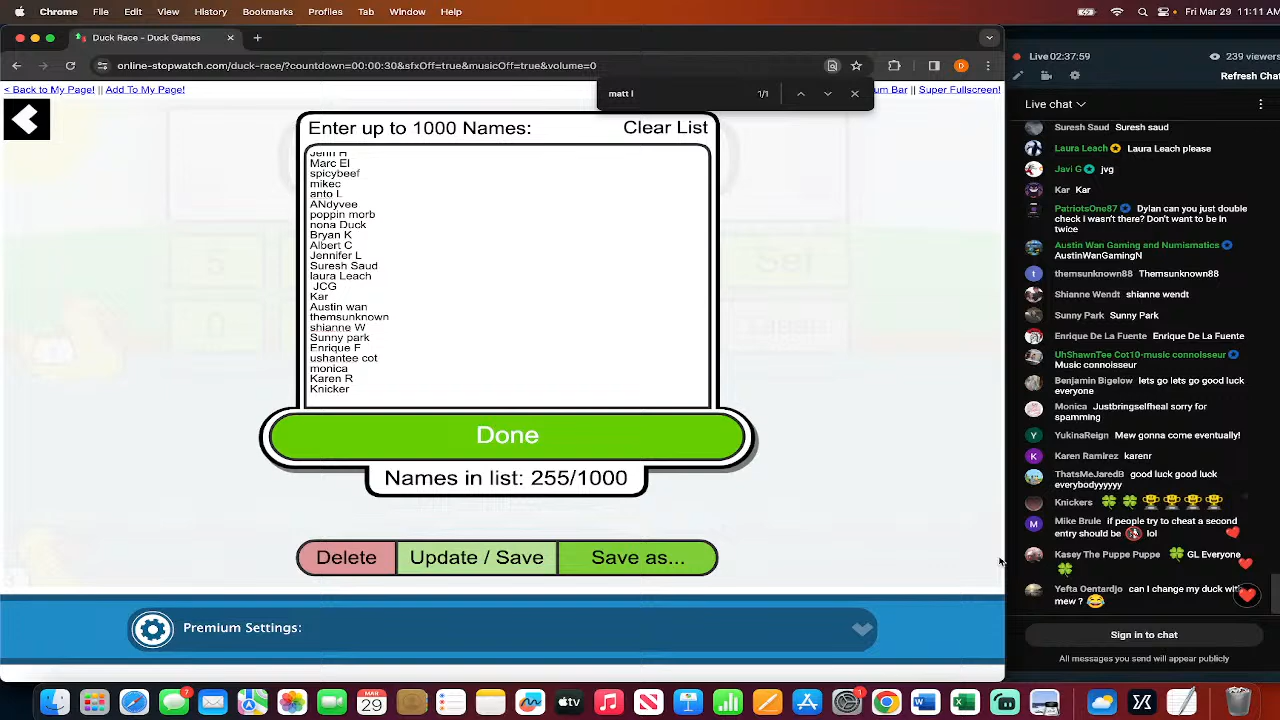 Chrome File Edit View History Bookmarks Profiles Tab Window Help Fri Mar 29 11:11 AM
Duck Race – Duck Games
online-stopwatch.com/duck-race/?countdown=00:00:30&sfxOff=true&musicOff=true&volume=0
D
matt l 1/1
< Back to My Page! || Add To My Page! um Bar || Super Fullscreen!
Enter up to 1000 Names: Clear List
Jenn H
Marc El
spicybeef
mikec
anto L
ANdyvee
poppin morb
nona Duck
Bryan K
Albert C
Jennifer L
Suresh Saud
laura Leach
JCG
Kar
Austin wan
themsunknown
shianne W
Sunny park
Enrique F
ushantee cot
monica
Karen R
Knicker
Done
Names in list: 255/1000
Delete Update / Save Save as...
Premium Settings:
Live 02:37:59 239 viewers
Refresh Chat
Live chat
Suresh Saud Suresh saud
Laura Leach Laura Leach please
Javi G jvg
Kar Kar
PatriotsOne87 Dylan can you just double
check I wasn't there? Don't want to be in
twice
Austin Wan Gaming and Numismatics
AustinWanGamingN
themsunknown88 Themsunknown88
Shianne Wendt shianne wendt
Sunny Park Sunny Park
Enrique De La Fuente Enrique De La Fuente
UhShawnTee Cot10-music connoisseur
Music connoisseur
Benjamin Bigelow lets go lets go good luck
everyone
Monica Justbringselfheal sorry for
spamming
YukinaReign Mew gonna come eventually!
Karen Ramirez karenr
ThatsMeJaredB good luck good luck
everybodyyyyy
Knickers
Mike Brule if people try to cheat a second
entry should be lol
Kasey The Puppe Puppe GL Everyone
Yefta Oentardjo can I change my duck wit
mew ?
Sign in to chat
All messages you send will appear publicly
7
MAR
29
tv
1